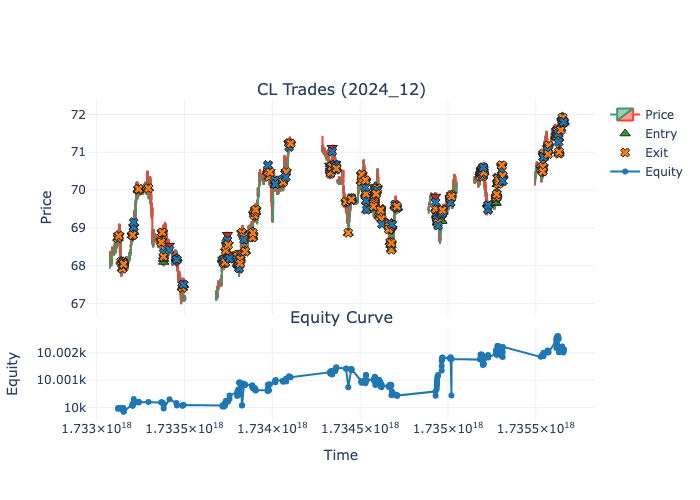 CL Trades (2024_12)
72
71
70
69
68
67
Price
Price
Entry
Exit
Equity
Equity Curve
10.002k
10.001k
10k
Equity
1.733×10¹⁸
1.7335×10¹⁸
1.734×10¹⁸
1.7345×10¹⁸
1.735×10¹⁸
1.7355×10¹⁸
Time